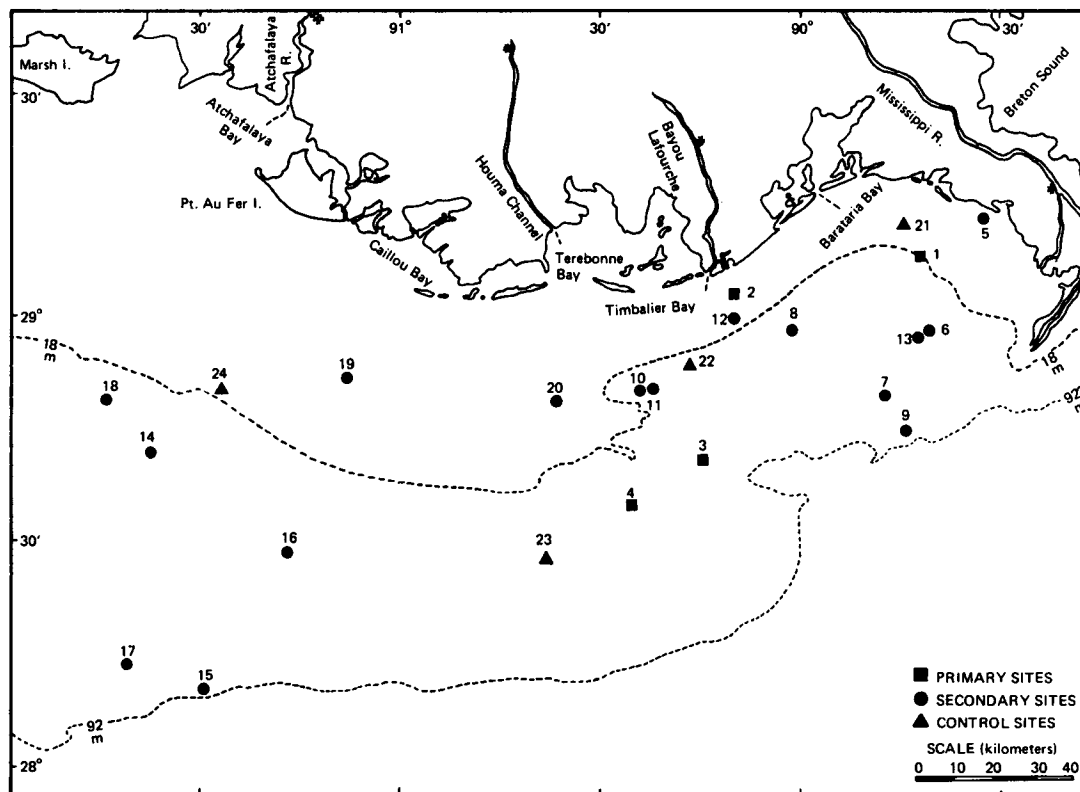 30' 91° 30' 90° 30'
Marsh I.
Atchafalaya
R.
30'
Atchafalaya
Bay
Pt. Au Fer I.
Houma Channel
Bayou
Lafourche
Mississippi R.
Breton Sound
Caillou Bay
Terebonne
Bay
Timbalier Bay
Barataria Bay
21
5
1
2
29°
12
8
13
6
18
m
18
m
24
19
22
92
m
18
20
10
11
7
14
9
3
4
30'
16
23
17
15
92
m
28°
PRIMARY SITES
SECONDARY SITES
CONTROL SITES
SCALE (kilometers)
0 10 20 30 40